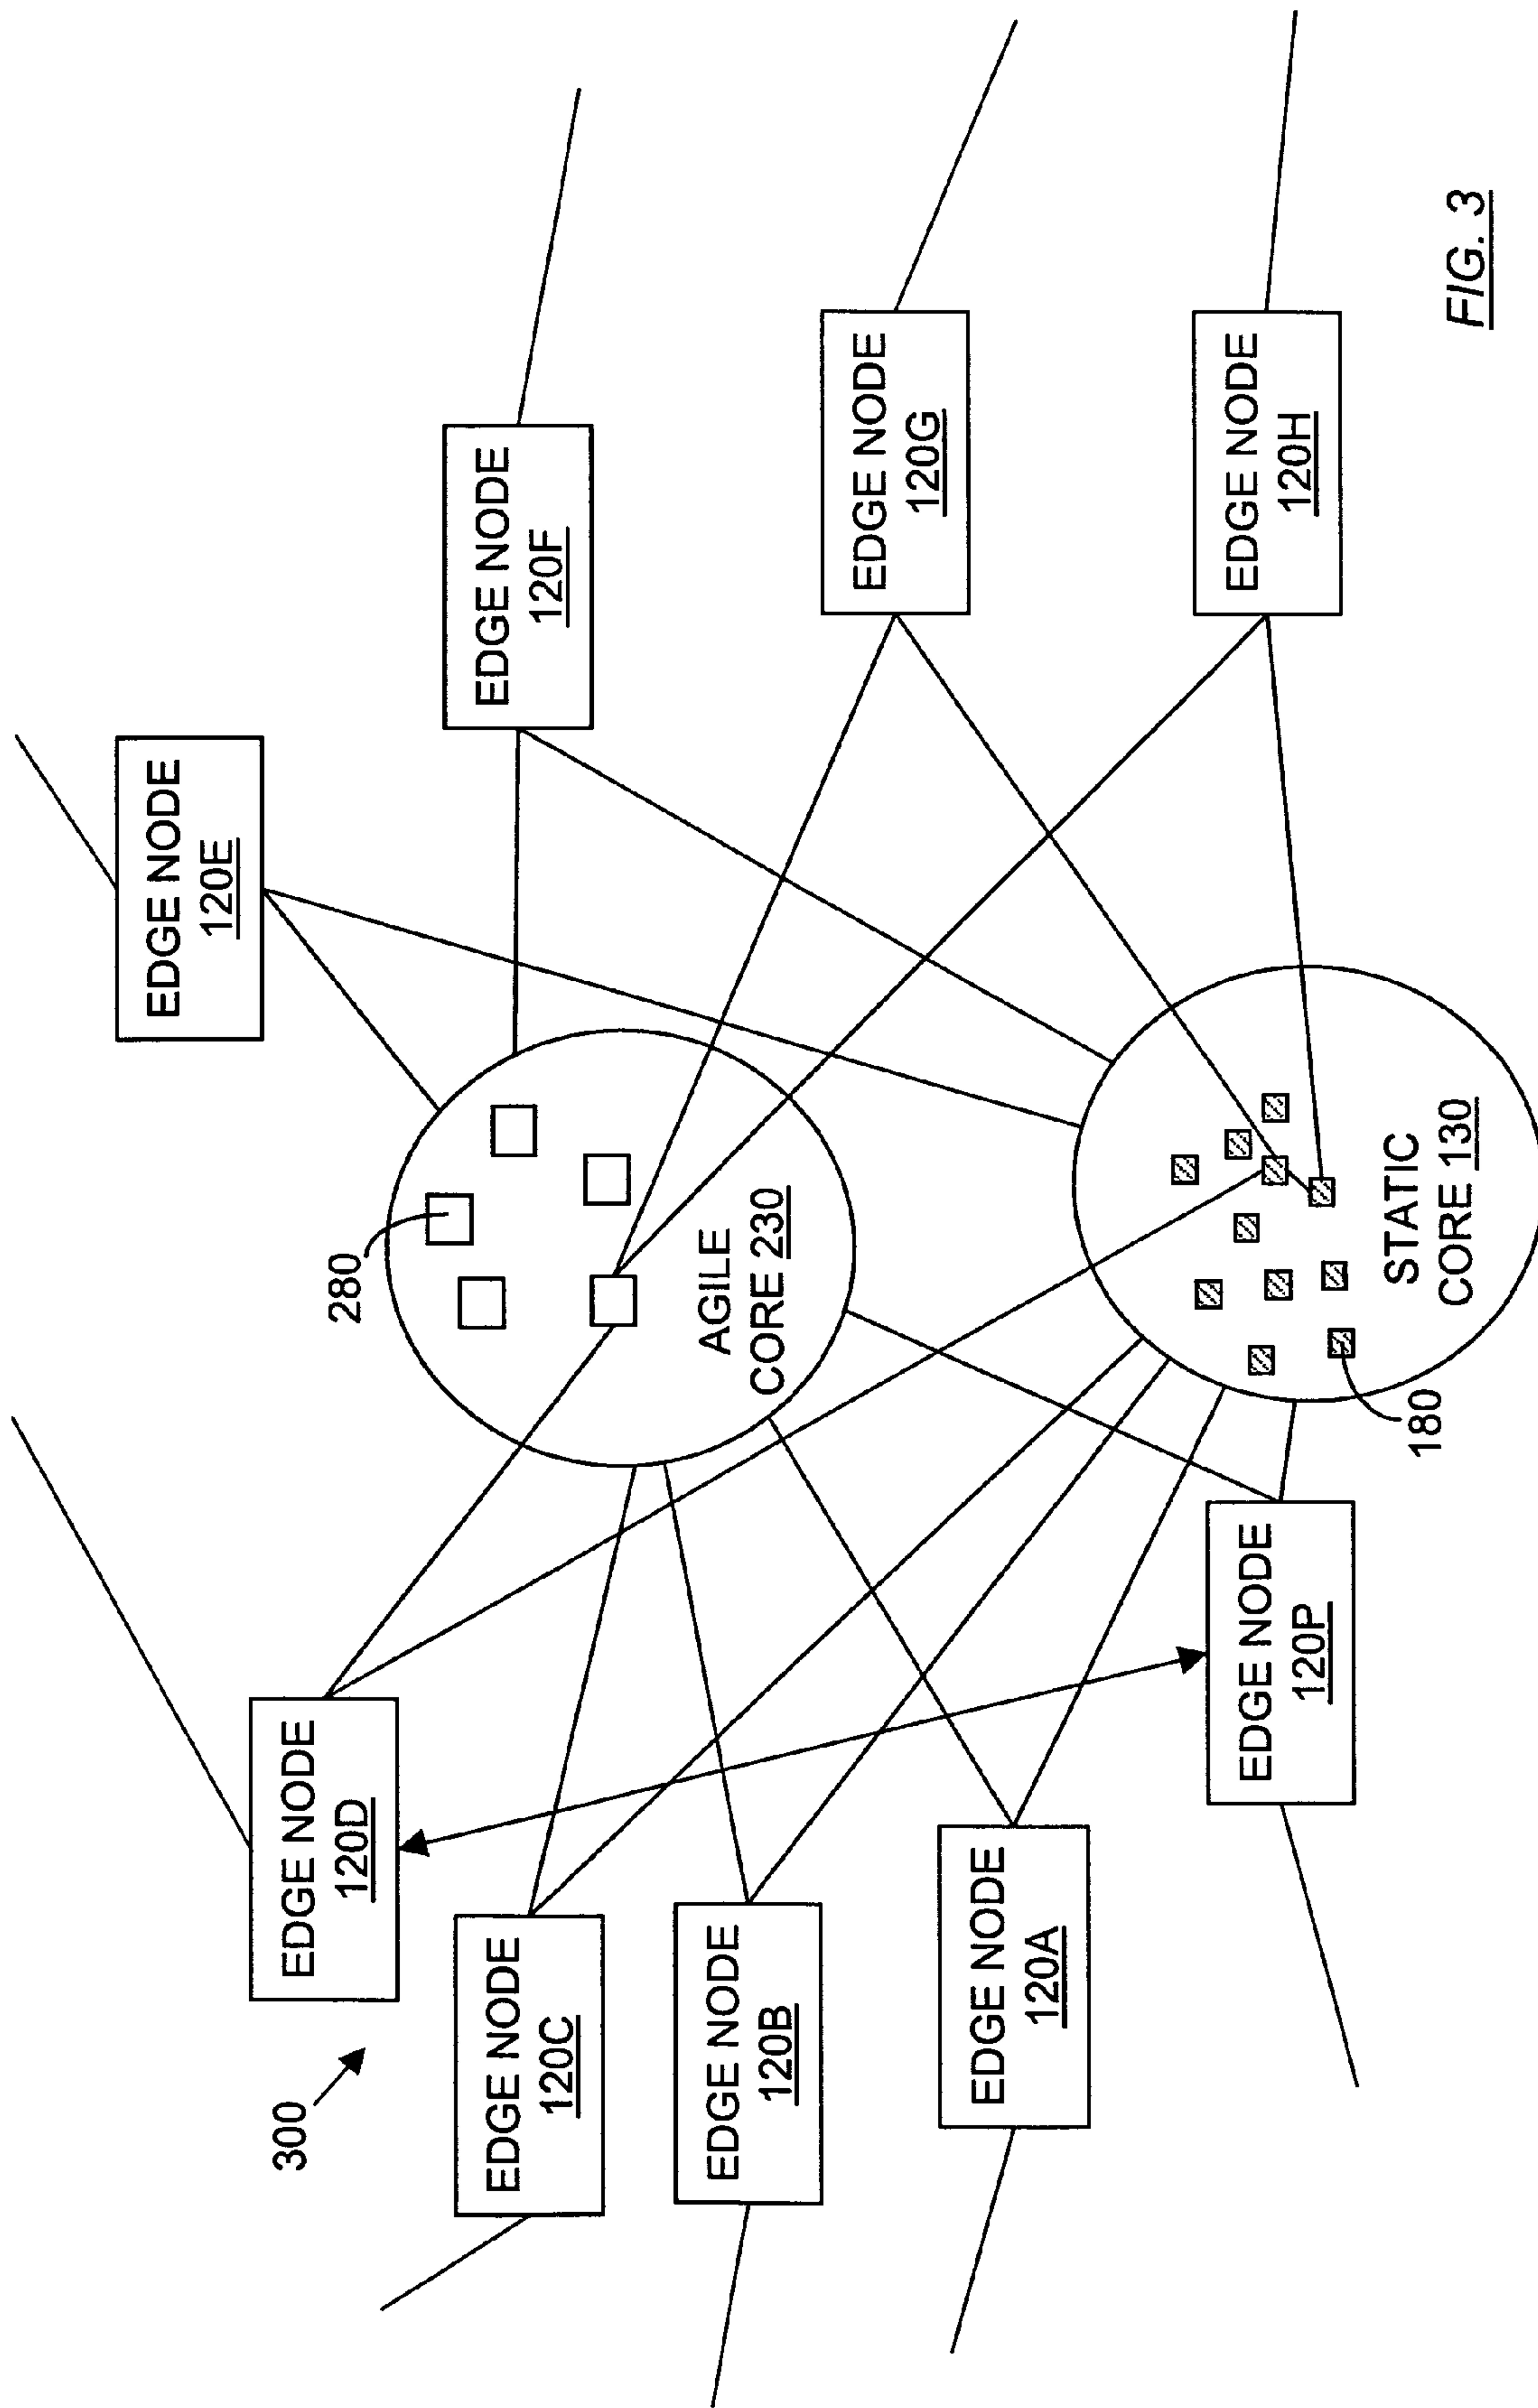 300
EDGE NODE
120D
EDGE NODE
120E
280
EDGE NODE
120C
EDGE NODE
120F
EDGE NODE
120B
AGILE
CORE 230
EDGE NODE
120G
EDGE NODE
120A
EDGE NODE
120P
EDGE NODE
120H
180
STATIC
CORE 130
FIG. 3